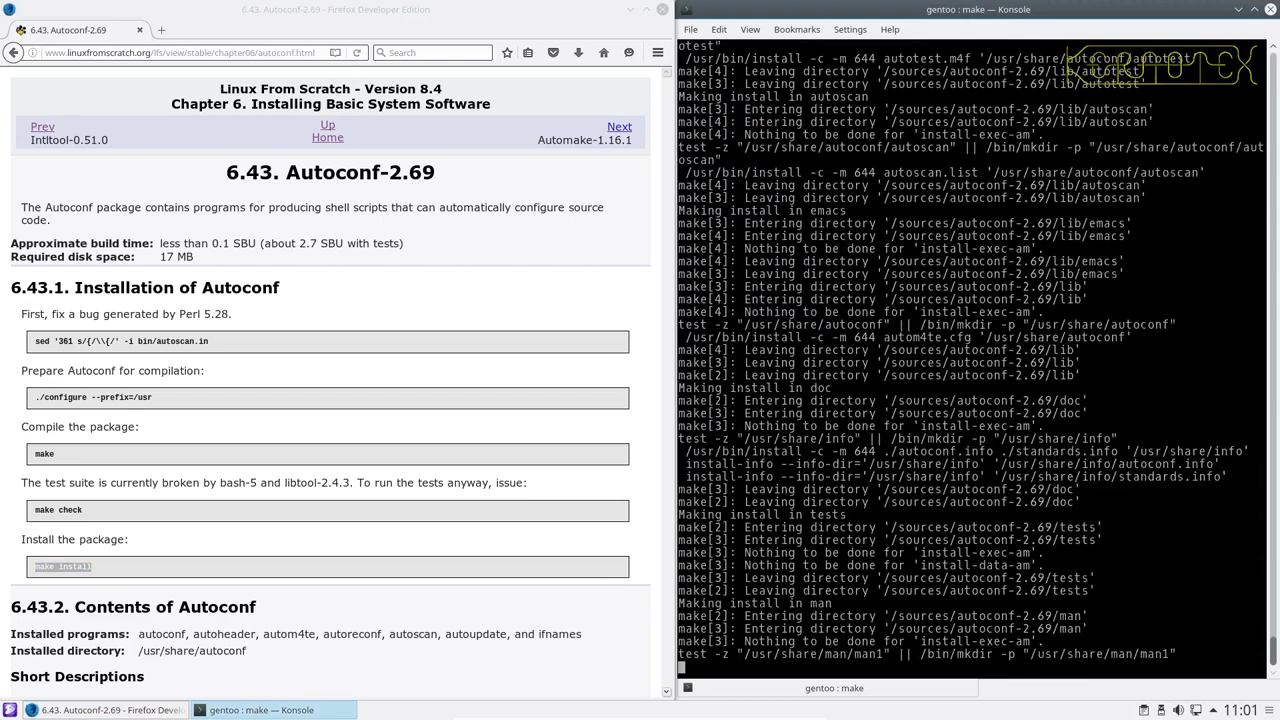 6.43. Autoconf-2.69 - Firefox Developer Edition
6.43. Autoconf-2.69
www.linuxfromscratch.org/lfs/view/stable/chapter06/autoconf.html
Search
Linux From Scratch - Version 8.4
Chapter 6. Installing Basic System Software
Prev
Up
Next
Intltool-0.51.0
Home
Automake-1.16.1
6.43. Autoconf-2.69
The Autoconf package contains programs for producing shell scripts that can automatically configure source
code.
Approximate build time: less than 0.1 SBU (about 2.7 SBU with tests)
Required disk space: 17 MB
6.43.1. Installation of Autoconf
First, fix a bug generated by Perl 5.28.
sed '361 s/{/\\{/' -i bin/autoscan.in
Prepare Autoconf for compilation:
./configure --prefix=/usr
Compile the package:
make
The test suite is currently broken by bash-5 and libtool-2.4.3. To run the tests anyway, issue:
make check
Install the package:
make install
6.43.2. Contents of Autoconf
Installed programs: autoconf, autoheader, autom4te, autoreconf, autoscan, autoupdate, and ifnames
Installed directory: /usr/share/autoconf
Short Descriptions
gentoo : make — Konsole
File Edit View Bookmarks Settings Help
otest"
/usr/bin/install -c -m 644 autotest.m4f '/usr/share/autoconf/autotest'
make[4]: Leaving directory '/sources/autoconf-2.69/lib/autotest'
make[3]: Leaving directory '/sources/autoconf-2.69/lib/autotest'
Making install in autoscan
make[3]: Entering directory '/sources/autoconf-2.69/lib/autoscan'
make[4]: Entering directory '/sources/autoconf-2.69/lib/autoscan'
make[4]: Nothing to be done for 'install-exec-am'.
test -z "/usr/share/autoconf/autoscan" || /bin/mkdir -p "/usr/share/autoconf/aut
oscan"
/usr/bin/install -c -m 644 autoscan.list '/usr/share/autoconf/autoscan'
make[4]: Leaving directory '/sources/autoconf-2.69/lib/autoscan'
make[3]: Leaving directory '/sources/autoconf-2.69/lib/autoscan'
Making install in emacs
make[3]: Entering directory '/sources/autoconf-2.69/lib/emacs'
make[4]: Entering directory '/sources/autoconf-2.69/lib/emacs'
make[4]: Nothing to be done for 'install-exec-am'.
make[4]: Leaving directory '/sources/autoconf-2.69/lib/emacs'
make[3]: Leaving directory '/sources/autoconf-2.69/lib/emacs'
make[3]: Entering directory '/sources/autoconf-2.69/lib'
make[4]: Entering directory '/sources/autoconf-2.69/lib'
make[4]: Nothing to be done for 'install-exec-am'.
test -z "/usr/share/autoconf" || /bin/mkdir -p "/usr/share/autoconf"
/usr/bin/install -c -m 644 autom4te.cfg '/usr/share/autoconf'
make[4]: Leaving directory '/sources/autoconf-2.69/lib'
make[3]: Leaving directory '/sources/autoconf-2.69/lib'
make[2]: Leaving directory '/sources/autoconf-2.69/lib'
Making install in doc
make[2]: Entering directory '/sources/autoconf-2.69/doc'
make[3]: Entering directory '/sources/autoconf-2.69/doc'
make[3]: Nothing to be done for 'install-exec-am'.
test -z "/usr/share/info" || /bin/mkdir -p "/usr/share/info"
/usr/bin/install -c -m 644 ./autoconf.info ./standards.info '/usr/share/info'
install-info --info-dir='/usr/share/info' '/usr/share/info/autoconf.info'
install-info --info-dir='/usr/share/info' '/usr/share/info/standards.info'
make[3]: Leaving directory '/sources/autoconf-2.69/doc'
make[2]: Leaving directory '/sources/autoconf-2.69/doc'
Making install in tests
make[2]: Entering directory '/sources/autoconf-2.69/tests'
make[3]: Entering directory '/sources/autoconf-2.69/tests'
make[3]: Nothing to be done for 'install-exec-am'.
make[3]: Nothing to be done for 'install-data-am'.
make[3]: Leaving directory '/sources/autoconf-2.69/tests'
make[2]: Leaving directory '/sources/autoconf-2.69/tests'
Making install in man
make[2]: Entering directory '/sources/autoconf-2.69/man'
make[3]: Entering directory '/sources/autoconf-2.69/man'
make[3]: Nothing to be done for 'install-exec-am'.
test -z "/usr/share/man/man1" || /bin/mkdir -p "/usr/share/man/man1"
gentoo : make
6.43. Autoconf-2.69 - Firefox Develo
gentoo : make — Konsole
11:01